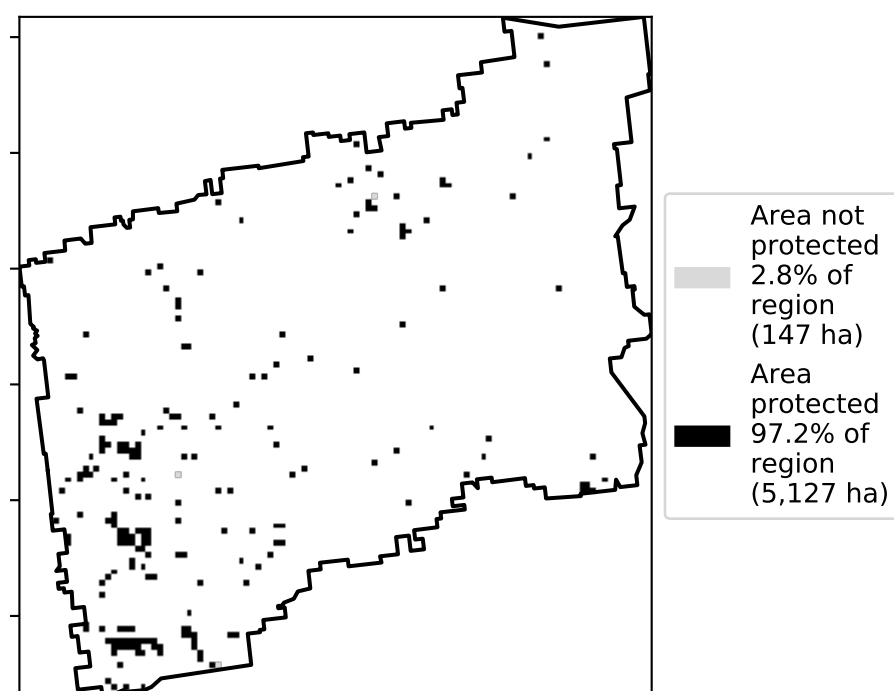 Area not
protected
2.8% of
region
(147 ha)
Area
protected
97.2% of
region
(5,127 ha)